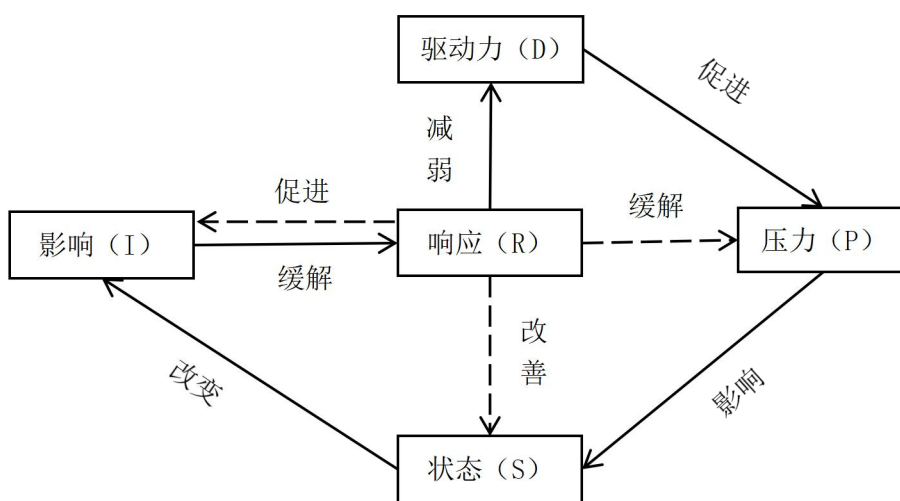 驱动力（D）
促进
减
弱
促进
缓解
影响（I）
响应（R）
压力（P）
缓解
改
善
改变
影响
状态（S）